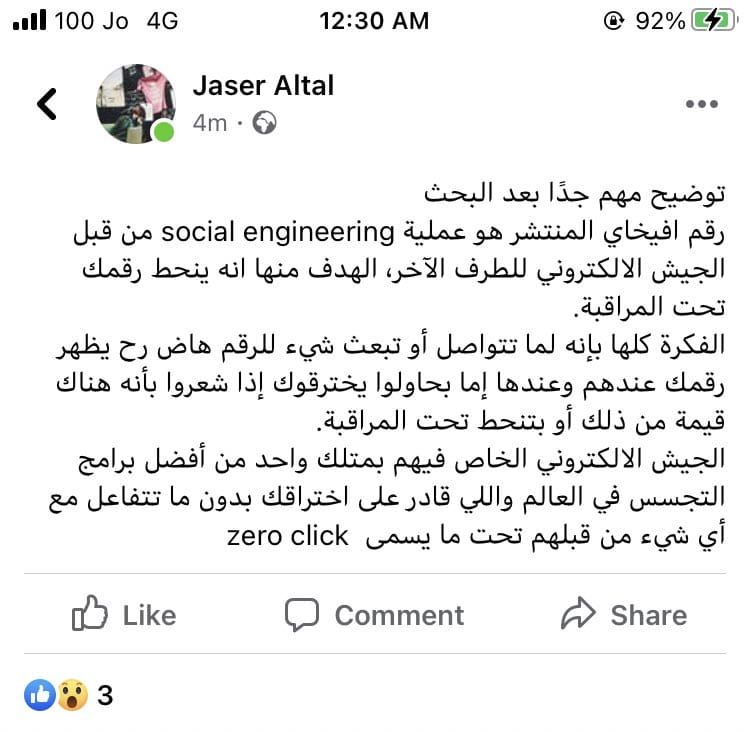 100 Jo 4G 12:30 AM 92%
Jaser Altal
4m ·
توضيح مهم جدًا بعد البحث
رقم افيخاي المنتشر هو عملية social engineering من قبل
الجيش الالكتروني للطرف الآخر، الهدف منها انه ينحط رقمك
تحت المراقبة.
الفكرة كلها بإنه لما تتواصل أو تبعث شيء للرقم هاض رح يظهر
رقمك عندهم وعندها إما بحاولوا يخترقوك إذا شعروا بأنه هناك
قيمة من ذلك أو بتنحط تحت المراقبة.
الجيش الالكتروني الخاص فيهم بمتلك واحد من أفضل برامج
التجسس في العالم واللي قادر على اختراقك بدون ما تتفاعل مع
أي شيء من قبلهم تحت ما يسمى zero click
Like Comment Share
3